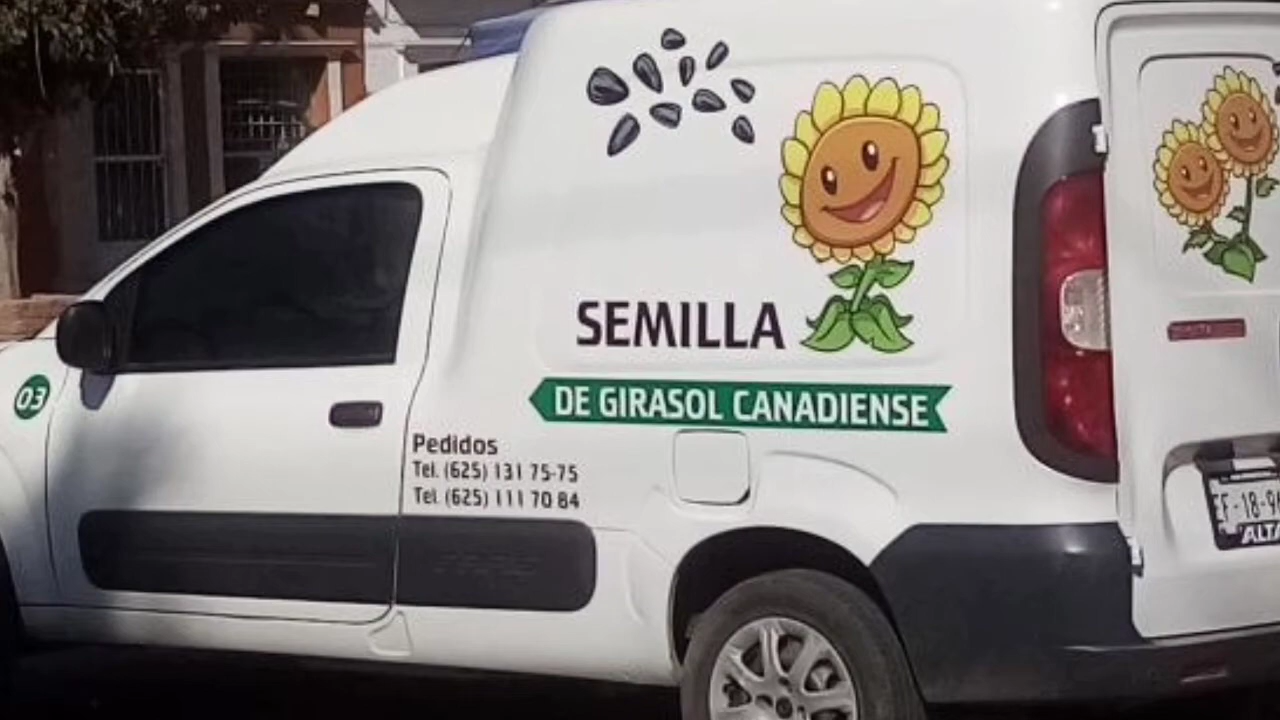 SEMILLA
DE GIRASOL CANADIENSE
03
Pedidos
Tel. (625) 131 75-75
Tel. (625) 111 70 84